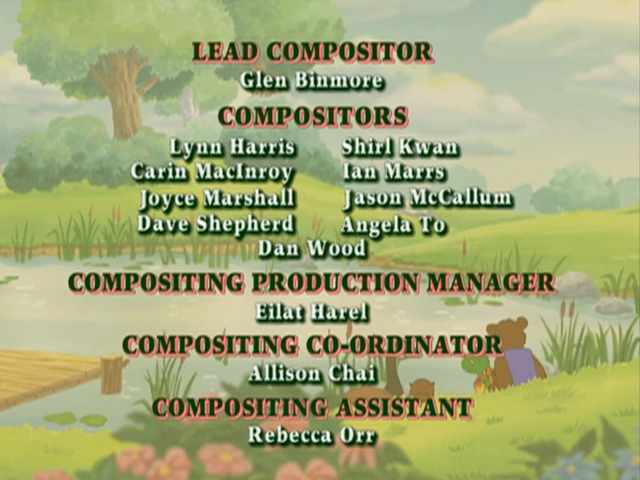 LEAD COMPOSITOR
Glen Binmore
COMPOSITORS
Lynn Harris Shirl Kwan
Carin MacInroy Ian Marrs
Joyce Marshall Jason McCallum
Dave Shepherd Angela To
Dan Wood
COMPOSITING PRODUCTION MANAGER
Eilat Harel
COMPOSITING CO-ORDINATOR
Allison Chai
COMPOSITING ASSISTANT
Rebecca Orr